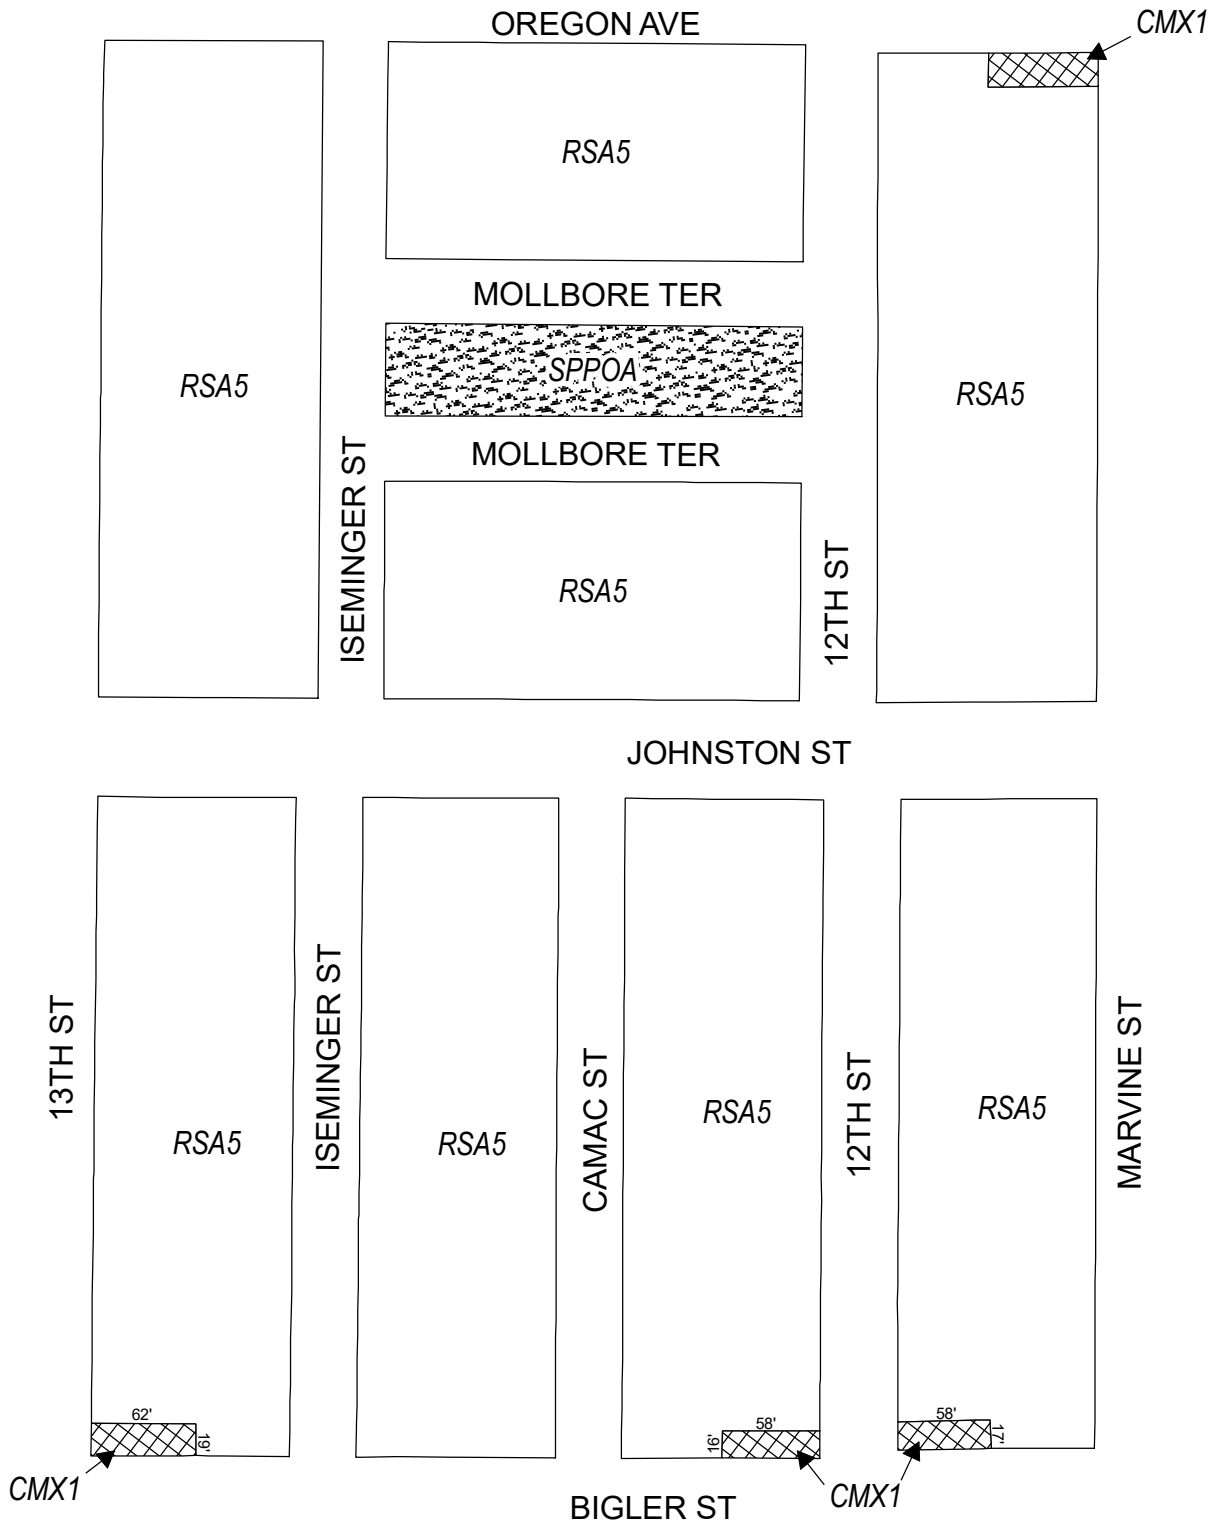 OREGON AVE
CMX1
RSA5
MOLLBORE TER
RSA5
SPPOA
RSA5
MOLLBORE TER
ISEMINGER ST
RSA5
12TH ST
JOHNSTON ST
13TH ST
RSA5
ISEMINGER ST
RSA5
CAMAC ST
RSA5
12TH ST
RSA5
MARVINE ST
62'
19'
CMX1
58'
16'
58'
17'
CMX1
BIGLER ST